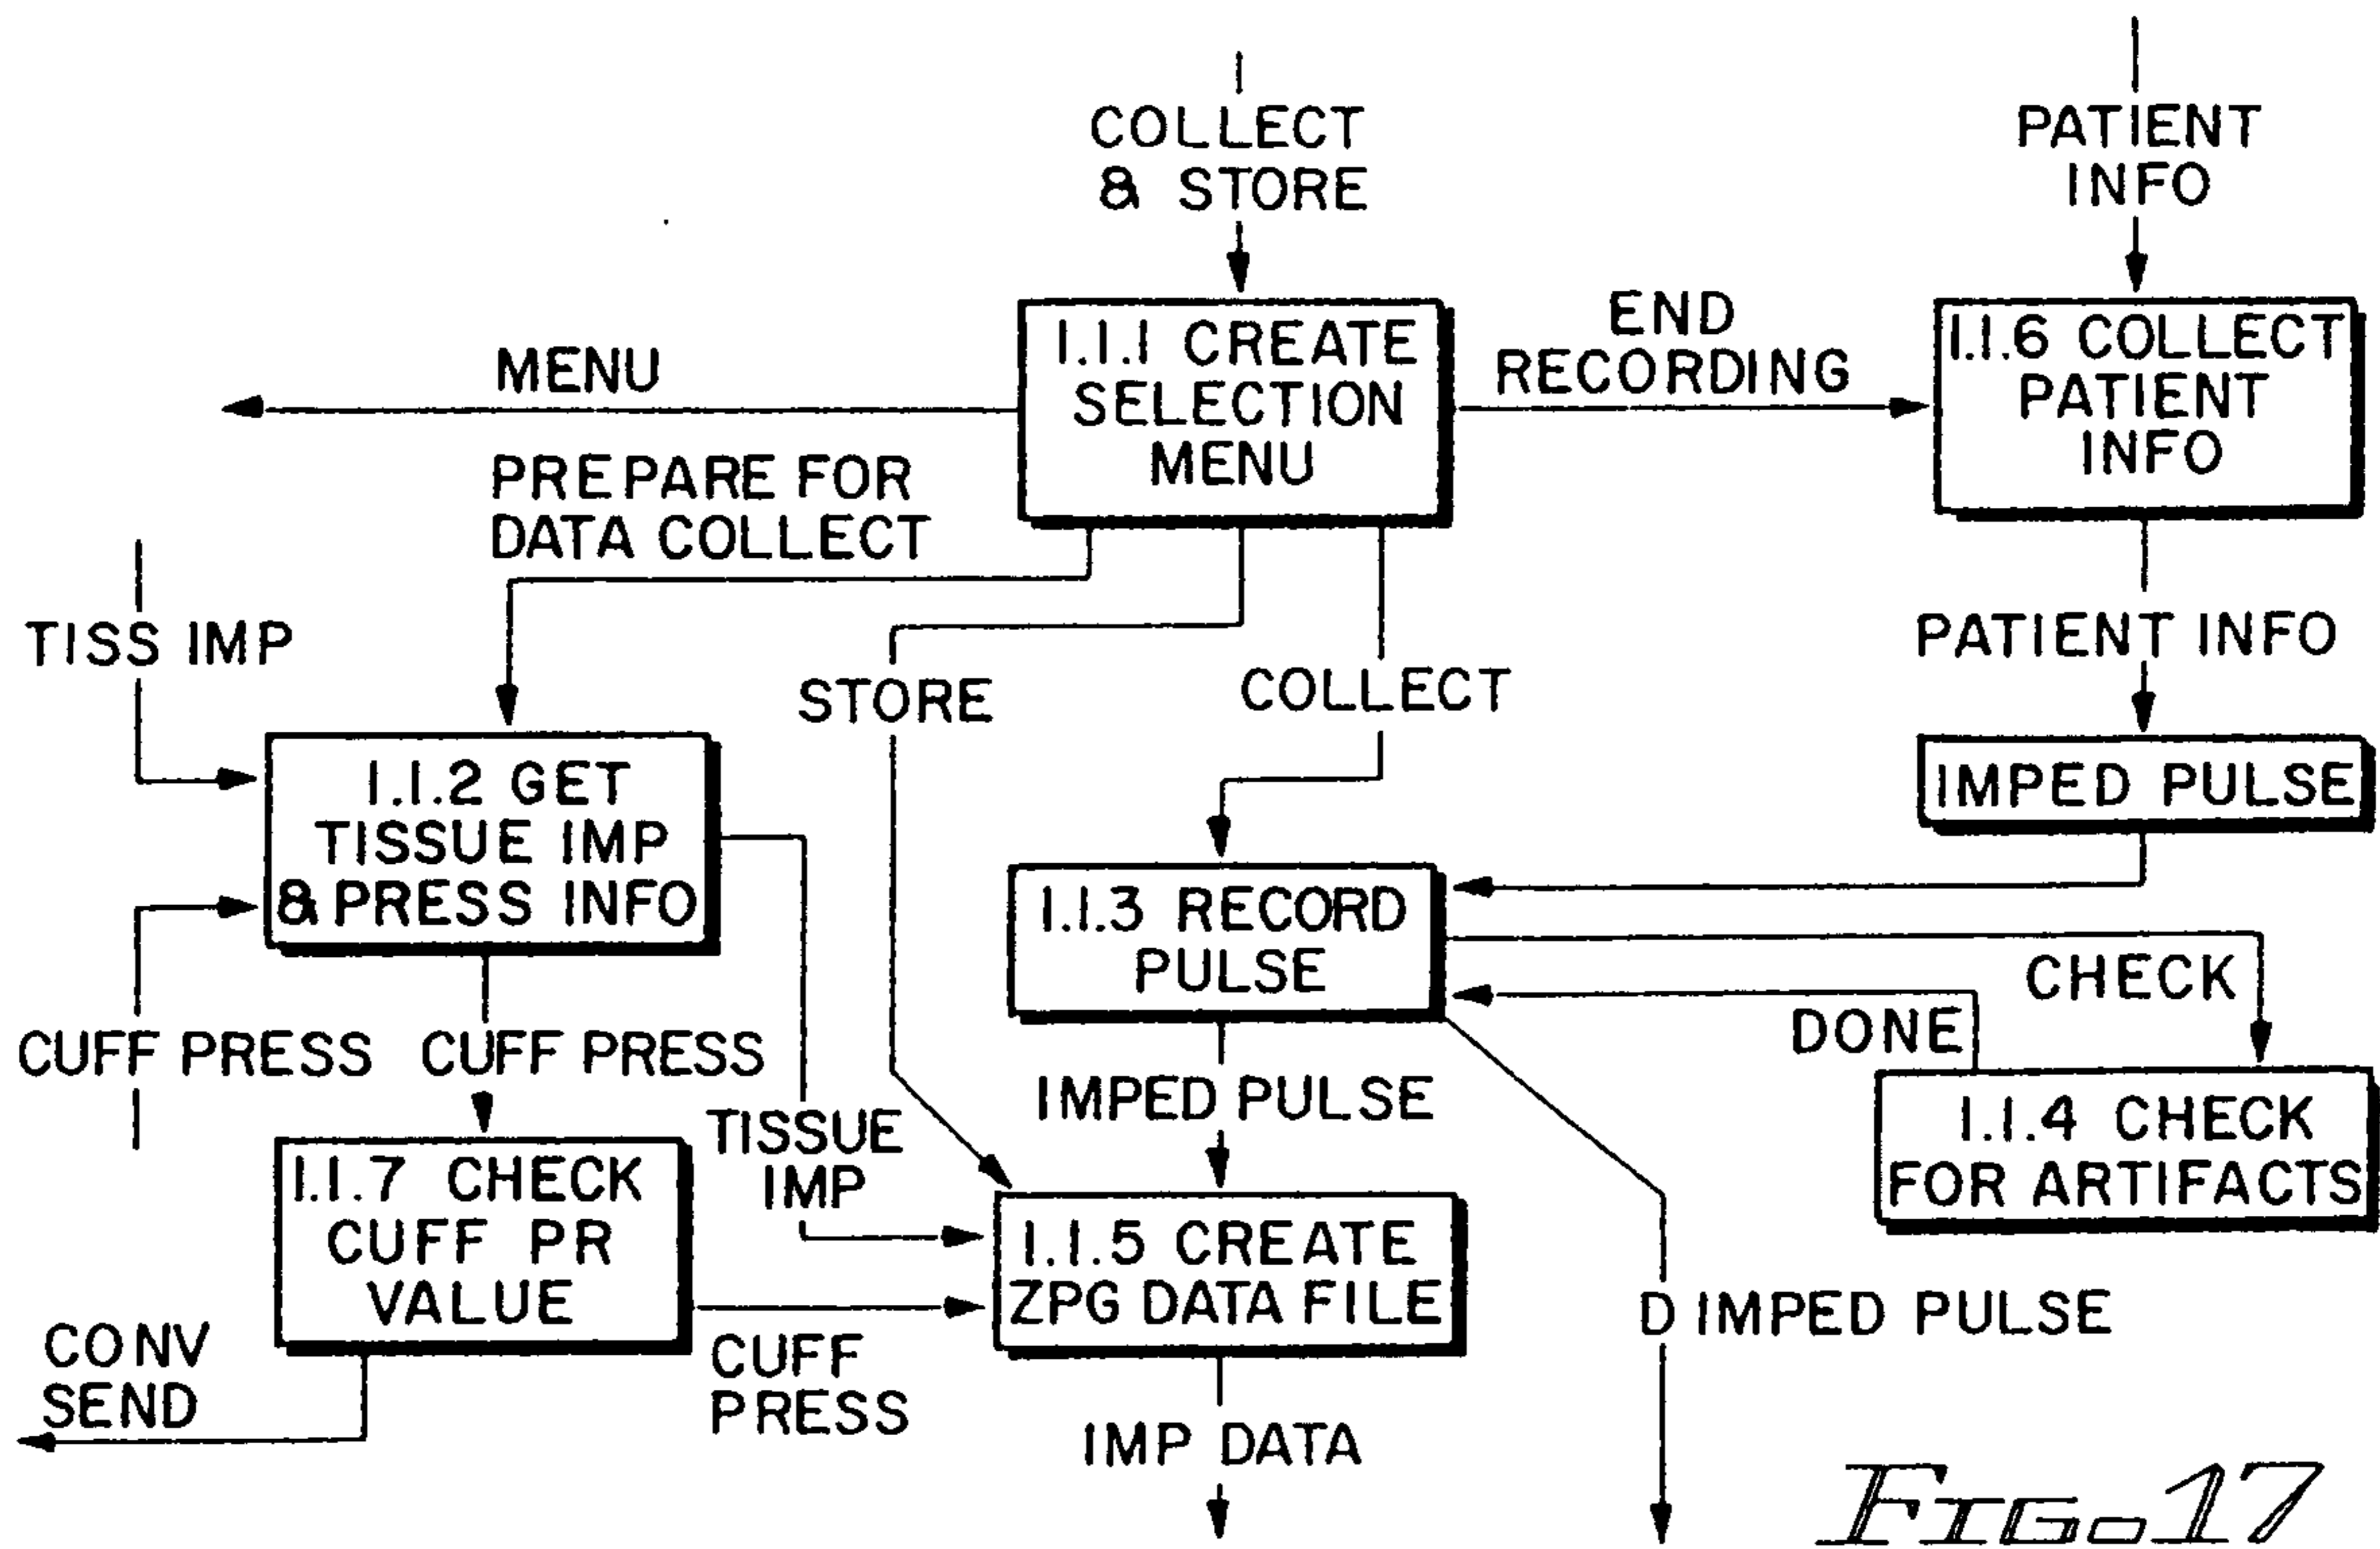 COLLECT
& STORE
PATIENT
INFO
1.1.1 CREATE
SELECTION
MENU
END
RECORDING
1.1.6 COLLECT
PATIENT
INFO
MENU
PREPARE FOR
DATA COLLECT
TISS IMP
STORE
COLLECT
PATIENT INFO
1.1.2 GET
TISSUE IMP
& PRESS INFO
IMPED PULSE
1.1.3 RECORD
PULSE
CHECK
DONE
CUFF PRESS
CUFF PRESS
TISSUE
IMP
IMPED PULSE
1.1.4 CHECK
FOR ARTIFACTS
1.1.7 CHECK
CUFF PR
VALUE
1.1.5 CREATE
ZPG DATA FILE
D IMPED PULSE
CONV
SEND
CUFF
PRESS
IMP DATA
FIG. 17